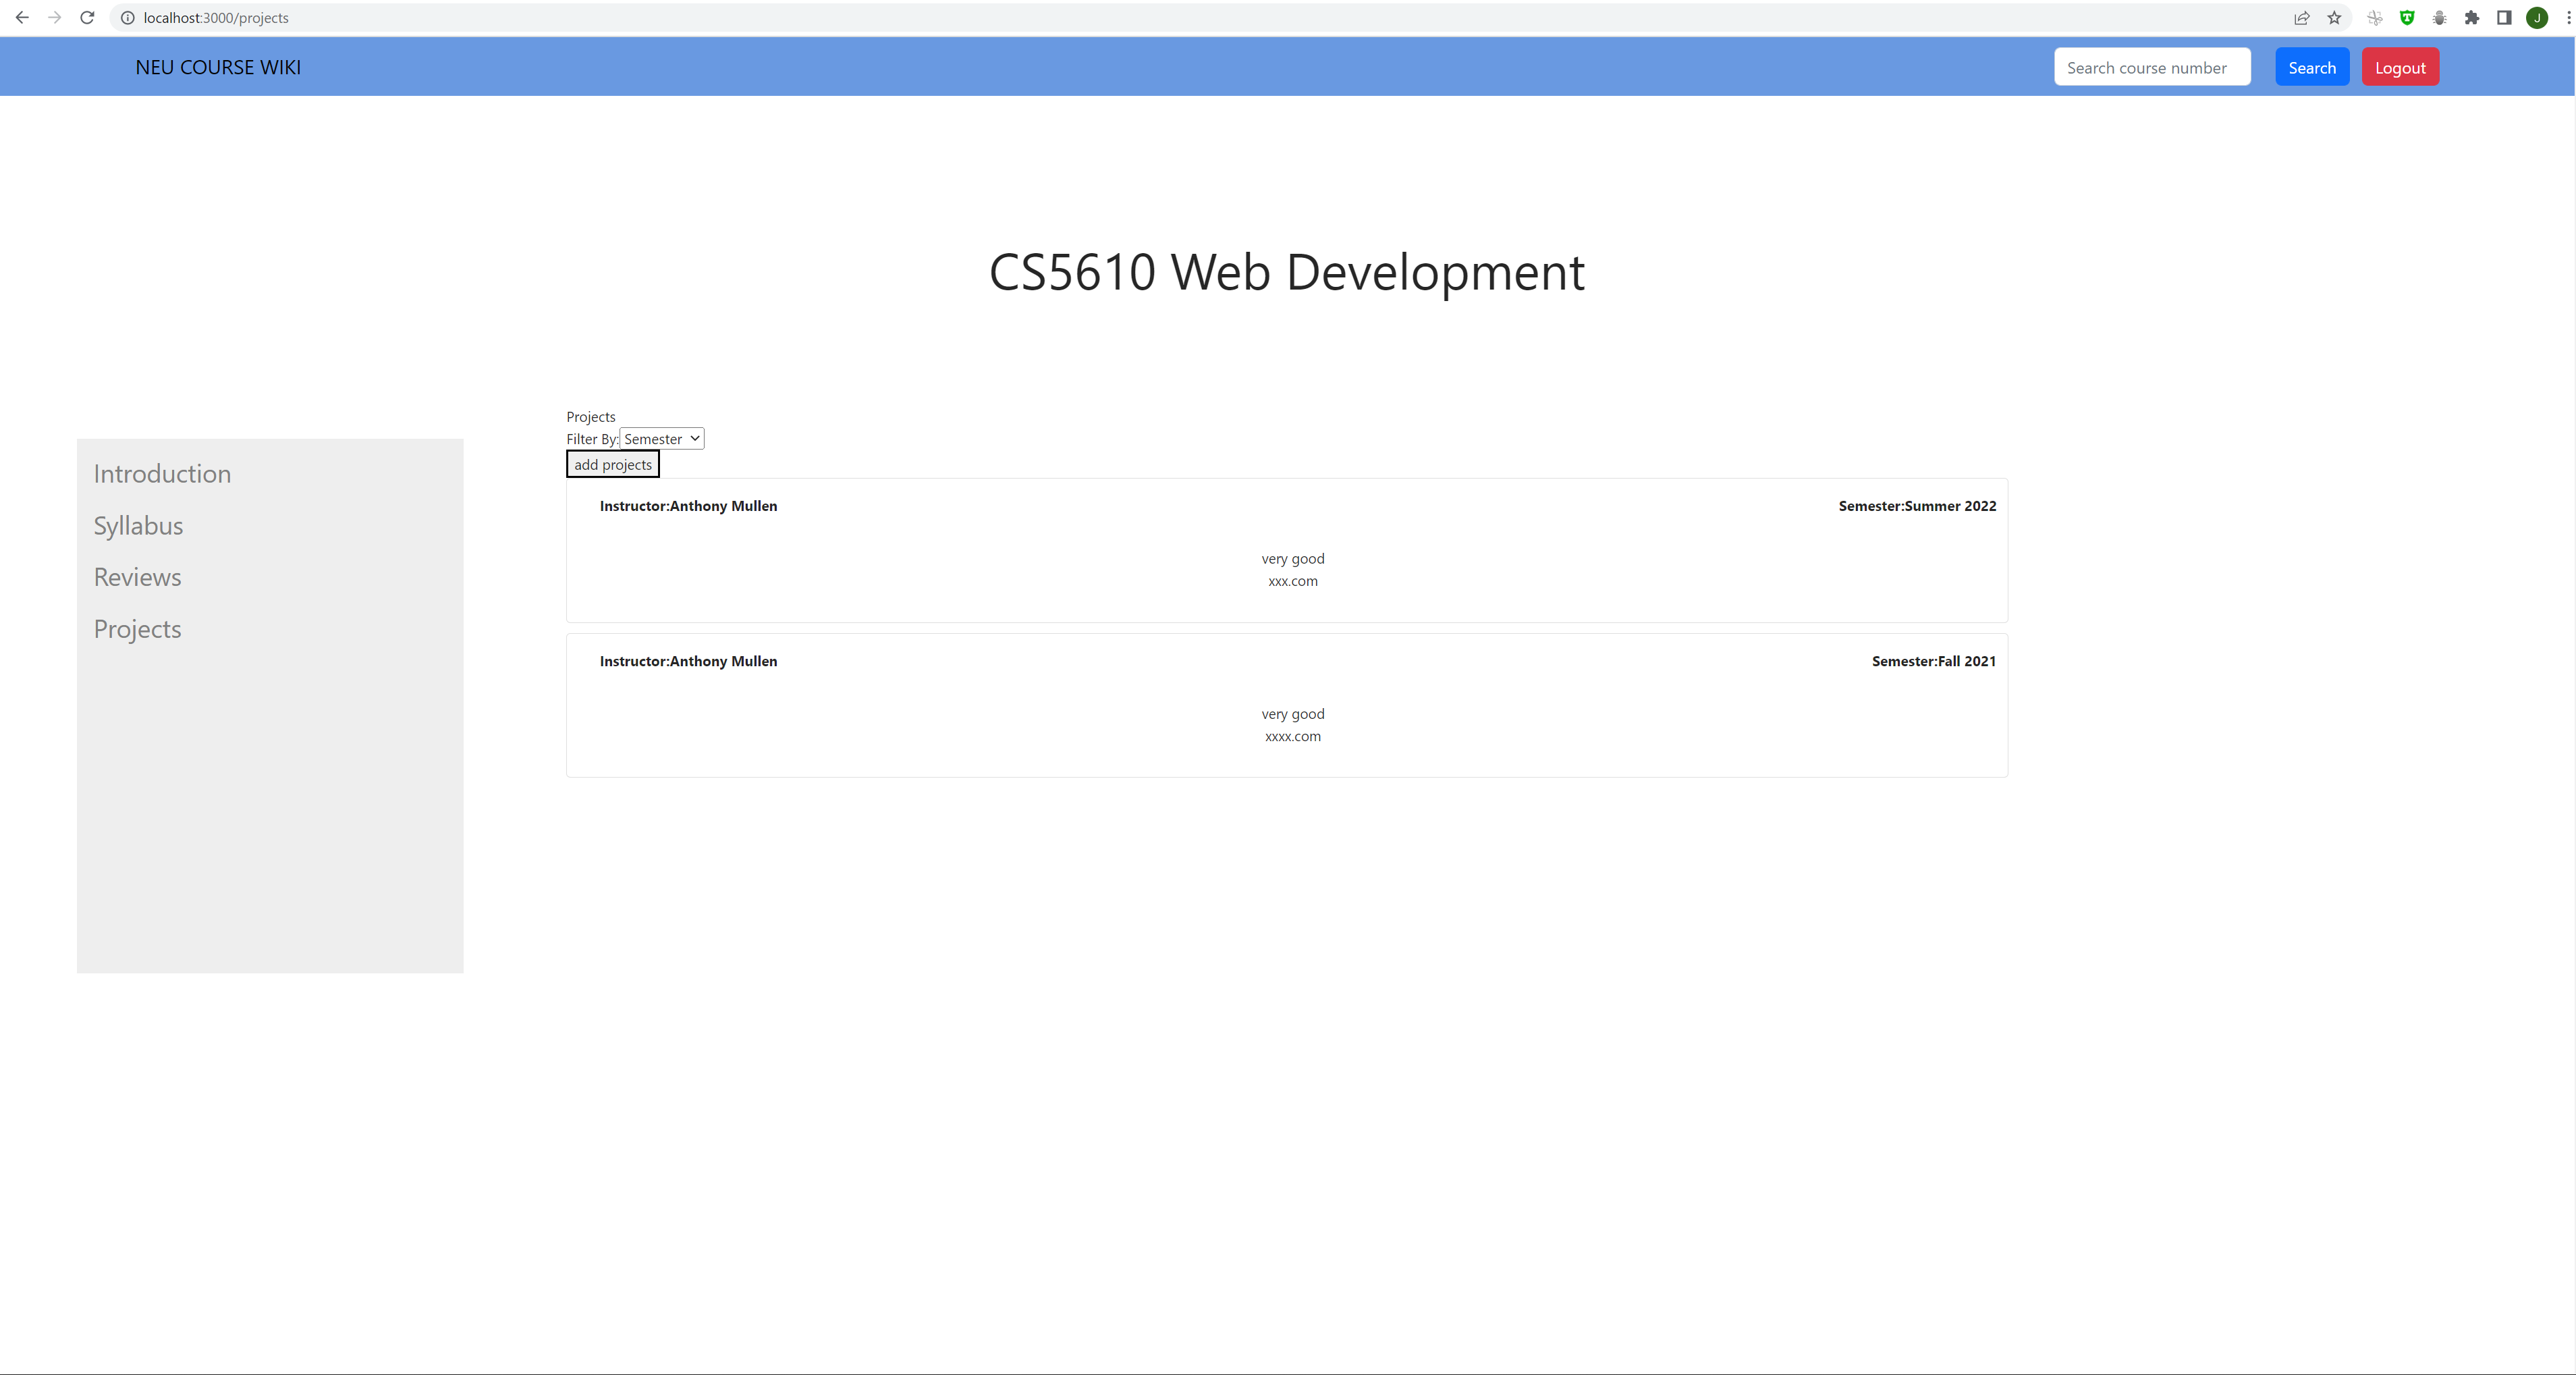 localhost:3000/projects
J
NEU COURSE WIKI
Search course number
Search
Logout
CS5610 Web Development
Introduction
Syllabus
Reviews
Projects
Projects
Filter By: Semester
add projects
Instructor:Anthony Mullen Semester:Summer 2022
very good
xxx.com
Instructor:Anthony Mullen Semester:Fall 2021
very good
xxxx.com